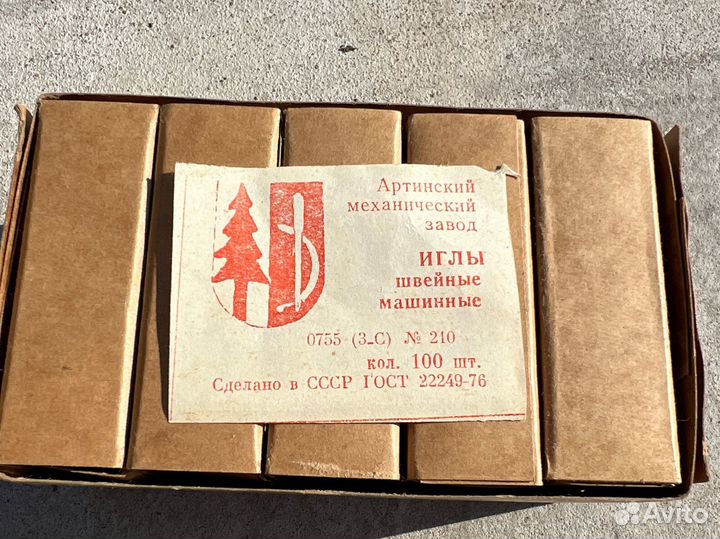 Артинский
механический
завод
ИГЛЫ
швейные
машинные
0755 (3-С) № 210
кол. 100 шт.
Сделано в СССР ГОСТ 22249-76
Avito